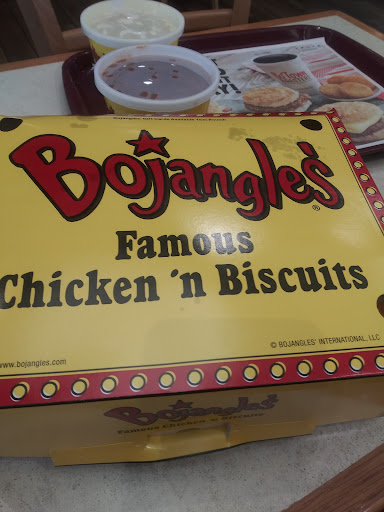 Bojangles'®
Famous
Chicken 'n Biscuits
© BOJANGLES' INTERNATIONAL, LLC
www.bojangles.com
Bojangles'
Famous Chicken 'n Biscuits